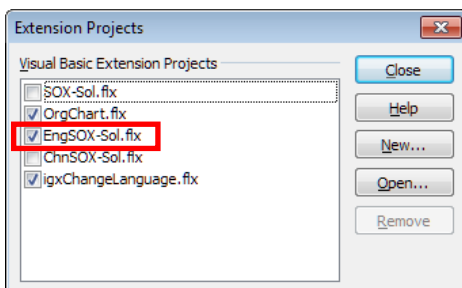 Extension Projects
Visual Basic Extension Projects
SOX-Sol.flx
OrgChart.flx
EngSOX-Sol.flx
ChnSOX-Sol.flx
igxChangeLanguage.flx
Close
Help
New...
Open...
Remove